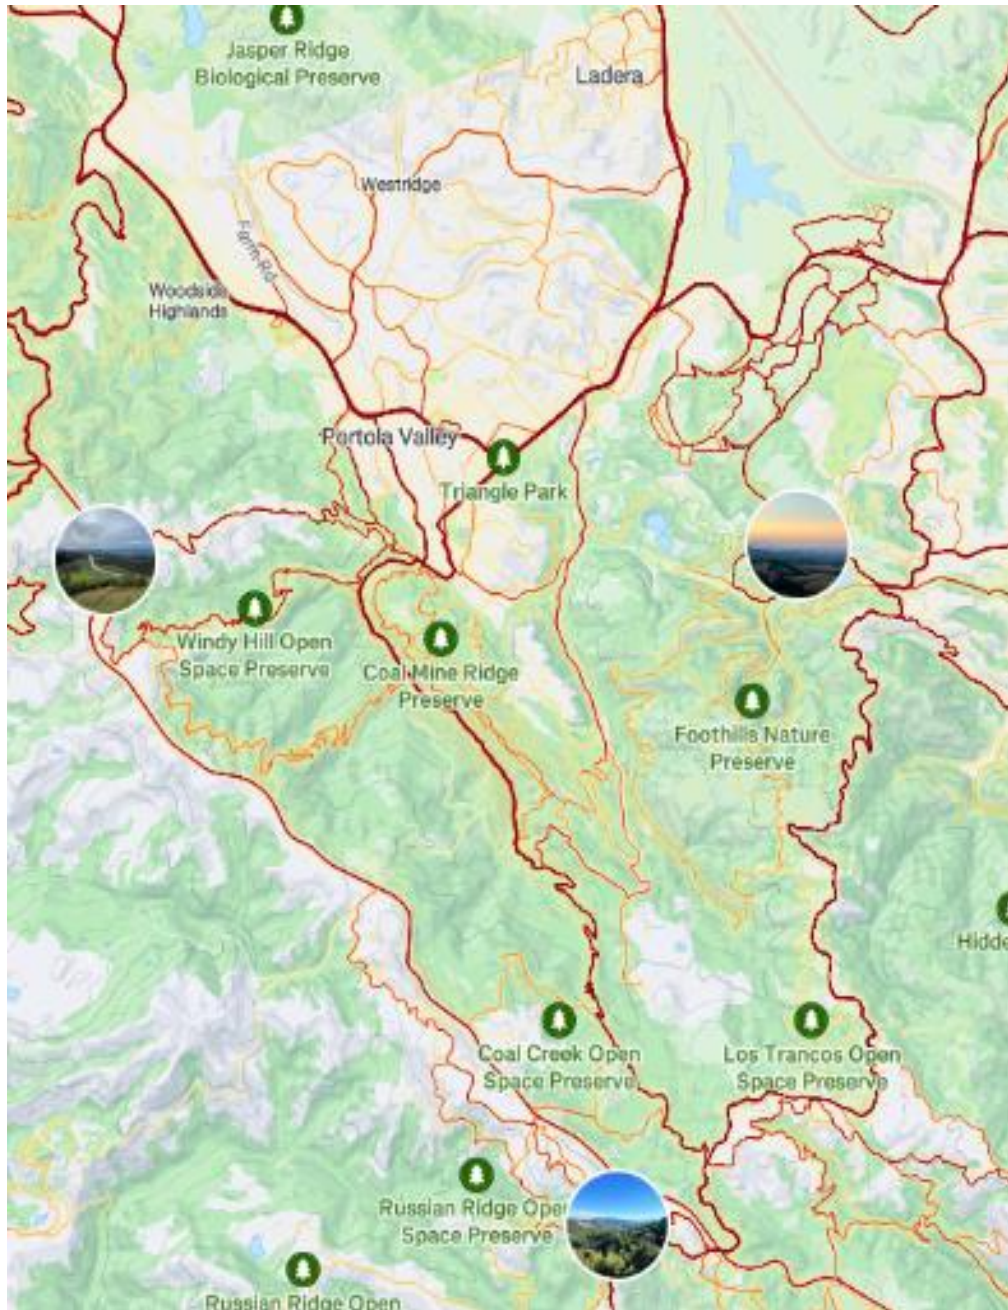 Jasper Ridge
Biological Preserve
Ladera
Westridge
Farm Rd
Woodside
Highlands
Portola Valley
Triangle Park
Windy Hill Open
Space Preserve
Coal Mine Ridge
Preserve
Foothills Nature
Preserve
Hidde
Coal Creek Open
Space Preserve
Los Trancos Open
Space Preserve
Russian Ridge Open
Space Preserve
Russian Ridge Open